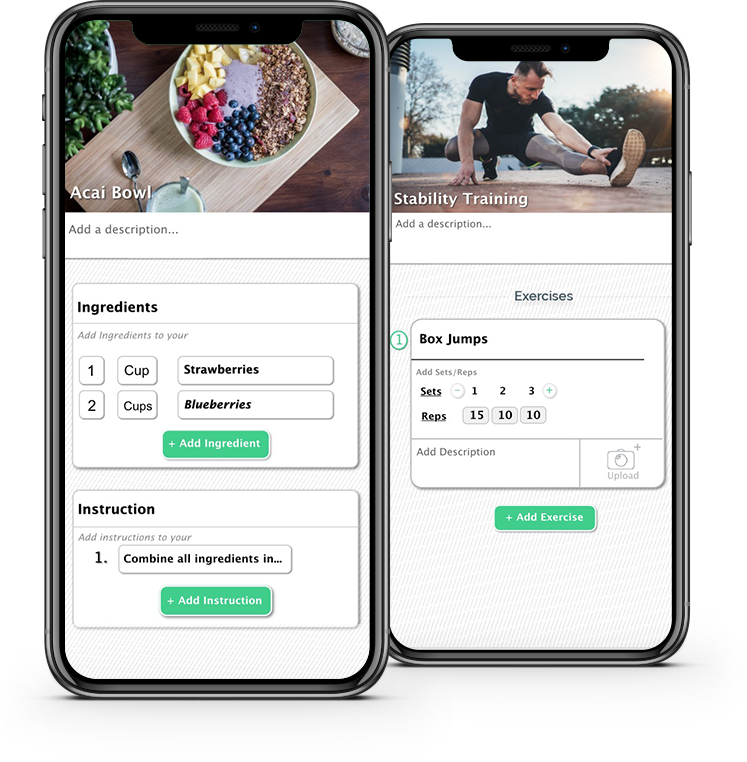 Acai Bowl
Add a description...
Ingredients
Add Ingredients to your
1 Cup Strawberries
2 Cups Blueberries
+ Add Ingredient
Instruction
Add instructions to your
1. Combine all ingredients in...
+ Add Instruction
Stability Training
Add a description...
Exercises
1 Box Jumps
Add Sets/Reps
Sets − 1 2 3 +
Reps 15 10 10
Add Description
Upload
+ Add Exercise